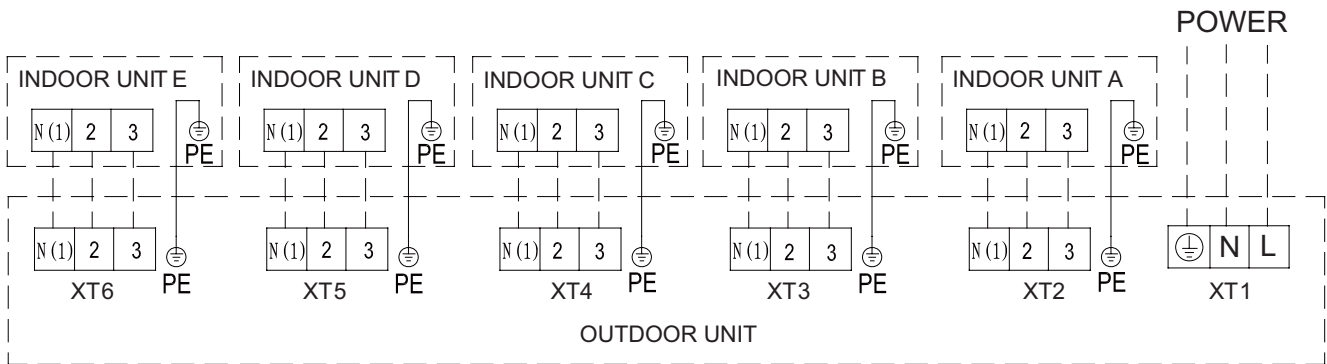 POWER
INDOOR UNIT E
N (1) 2 3
PE
INDOOR UNIT D
N (1) 2 3
PE
INDOOR UNIT C
N (1) 2 3
PE
INDOOR UNIT B
N (1) 2 3
PE
INDOOR UNIT A
N (1) 2 3
PE
N (1) 2 3
XT6
PE
N (1) 2 3
XT5
PE
N (1) 2 3
XT4
PE
N (1) 2 3
XT3
PE
N (1) 2 3
XT2
PE
N L
XT1
OUTDOOR UNIT